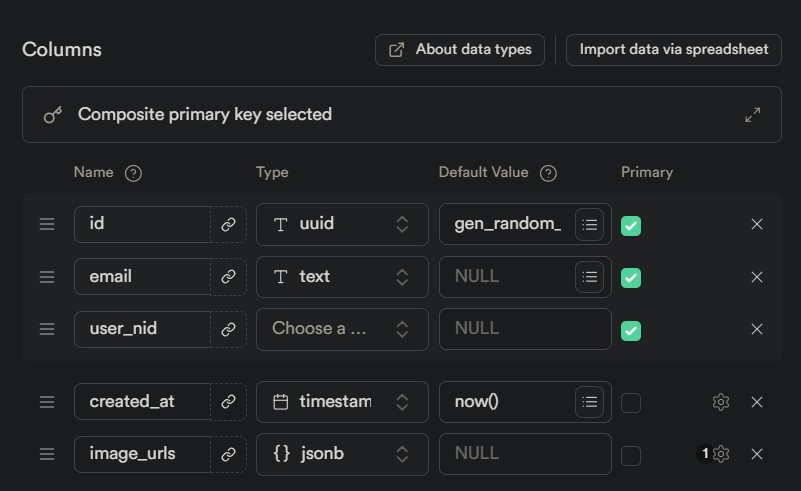 Columns
About data types
Import data via spreadsheet
Composite primary key selected
Name ? Type Default Value ? Primary
id uuid gen_random_
email text NULL
user_nid Choose a ... NULL
created_at timestam now()
image_urls {} jsonb NULL 1